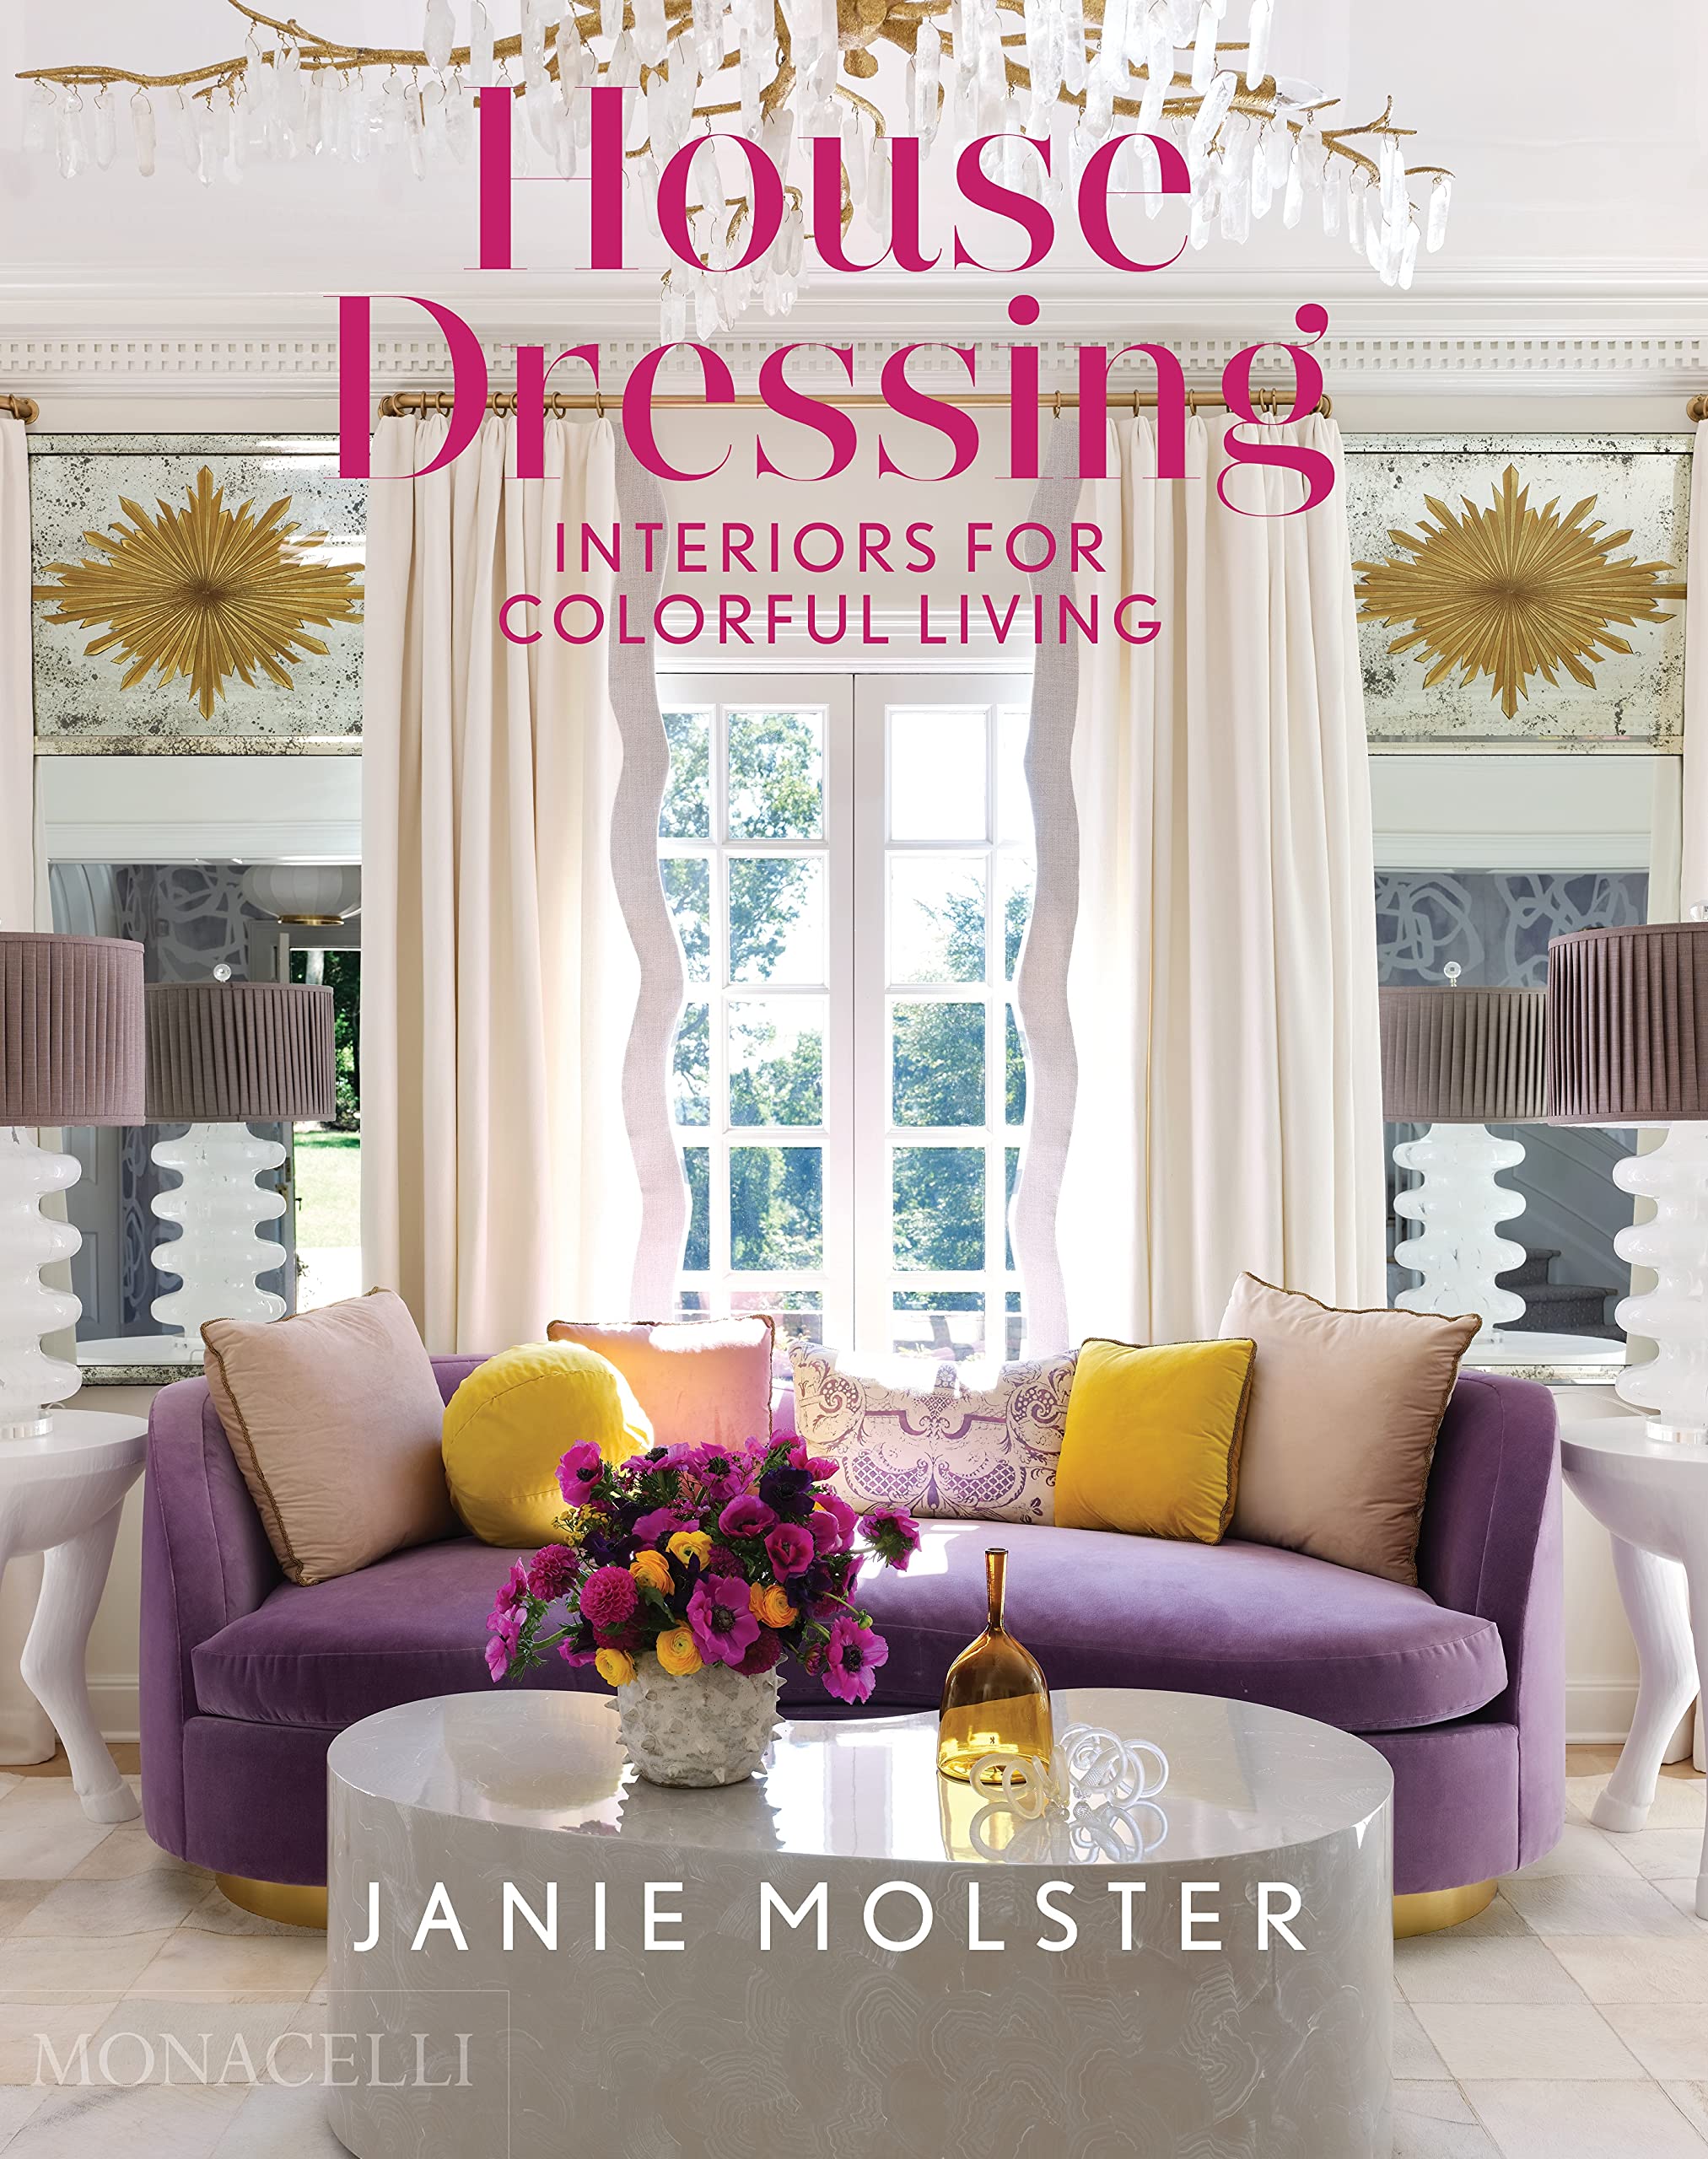 House
Dressing
INTERIORS FOR
COLORFUL LIVING
JANIE MOLSTER
MONACELLI